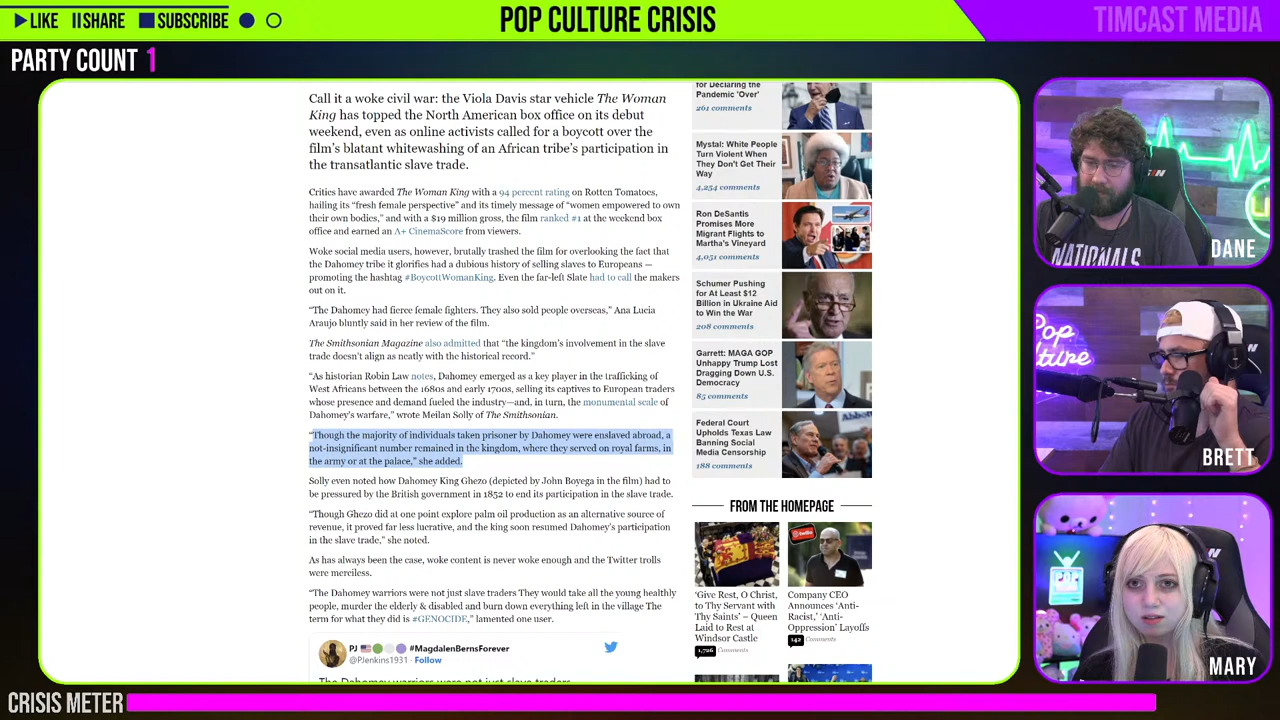 LIKE SHARE SUBSCRIBE
POP CULTURE CRISIS
TIMCAST MEDIA
PARTY COUNT 1
Call it a woke civil war: the Viola Davis star vehicle The Woman
King has topped the North American box office on its debut
weekend, even as online activists called for a boycott over the
film's blatant whitewashing of an African tribe's participation in
the transatlantic slave trade.
Critics have awarded The Woman King with a 94 percent rating on Rotten Tomatoes,
hailing its "fresh female perspective" and its timely message of "women empowered to own
their own bodies," and with a $19 million gross, the film ranked #1 at the weekend box
office and earned an A+ CinemaScore from viewers.
Woke social media users, however, brutally trashed the film for overlooking the fact that
the Dahomey tribe it glorifies had a dubious history of selling slaves to Europeans —
promoting the hashtag #BoycottWomanKing. Even the far-left Slate had to call the makers
out on it.
"The Dahomey had fierce female fighters. They also sold people overseas," Ana Lucia
Araujo bluntly said in her review of the film.
The Smithsonian Magazine also admitted that "the kingdom's involvement in the slave
trade doesn't align as neatly with the historical record."
"As historian Robin Law notes, Dahomey emerged as a key player in the trafficking of
West Africans between the 1680s and early 1700s, selling its captives to European traders
whose presence and demand fueled the industry—and, in turn, the monumental scale of
Dahomey's warfare," wrote Meilan Solly of The Smithsonian.
"Though the majority of individuals taken prisoner by Dahomey were enslaved abroad, a
not-insignificant number remained in the kingdom, where they served on royal farms, in
the army or at the palace," she added.
Solly even noted how Dahomey King Ghezo (depicted by John Boyega in the film) had to
be pressured by the British government in 1852 to end its participation in the slave trade.
"Though Ghezo did at one point explore palm oil production as an alternative source of
revenue, it proved far less lucrative, and the king soon resumed Dahomey's participation
in the slave trade," she noted.
As has always been the case, woke content is never woke enough and the Twitter trolls
were merciless.
"The Dahomey warriors were not just slave traders They would take all the young healthy
people, murder the elderly & disabled and burn down everything left in the village The
term for what they did is #GENOCIDE," lamented one user.
PJ #MagdalenBernsForever
@PJenkins1931 · Follow
The Dahomey warriors were not just slave traders
for Declaring the
Pandemic 'Over'
261 comments
Mystal: White People
Turn Violent When
They Don't Get Their
Way
4,254 comments
Ron DeSantis
Promises More
Migrant Flights to
Martha's Vineyard
4,051 comments
Schumer Pushing
for At Least $12
Billion in Ukraine Aid
to Win the War
208 comments
Garrett: MAGA GOP
Unhappy Trump Lost
Dragging Down U.S.
Democracy
85 comments
Federal Court
Upholds Texas Law
Banning Social
Media Censorship
188 comments
FROM THE HOMEPAGE
'Give Rest, O Christ,
to Thy Servant with
Thy Saints' – Queen
Laid to Rest at
Windsor Castle
1,726 Comments
Company CEO
Announces 'Anti-
Racist,' 'Anti-
Oppression' Layoffs
142 Comments
NATIONALS
DANE
Pop
BRETT
MARY
CRISIS METER